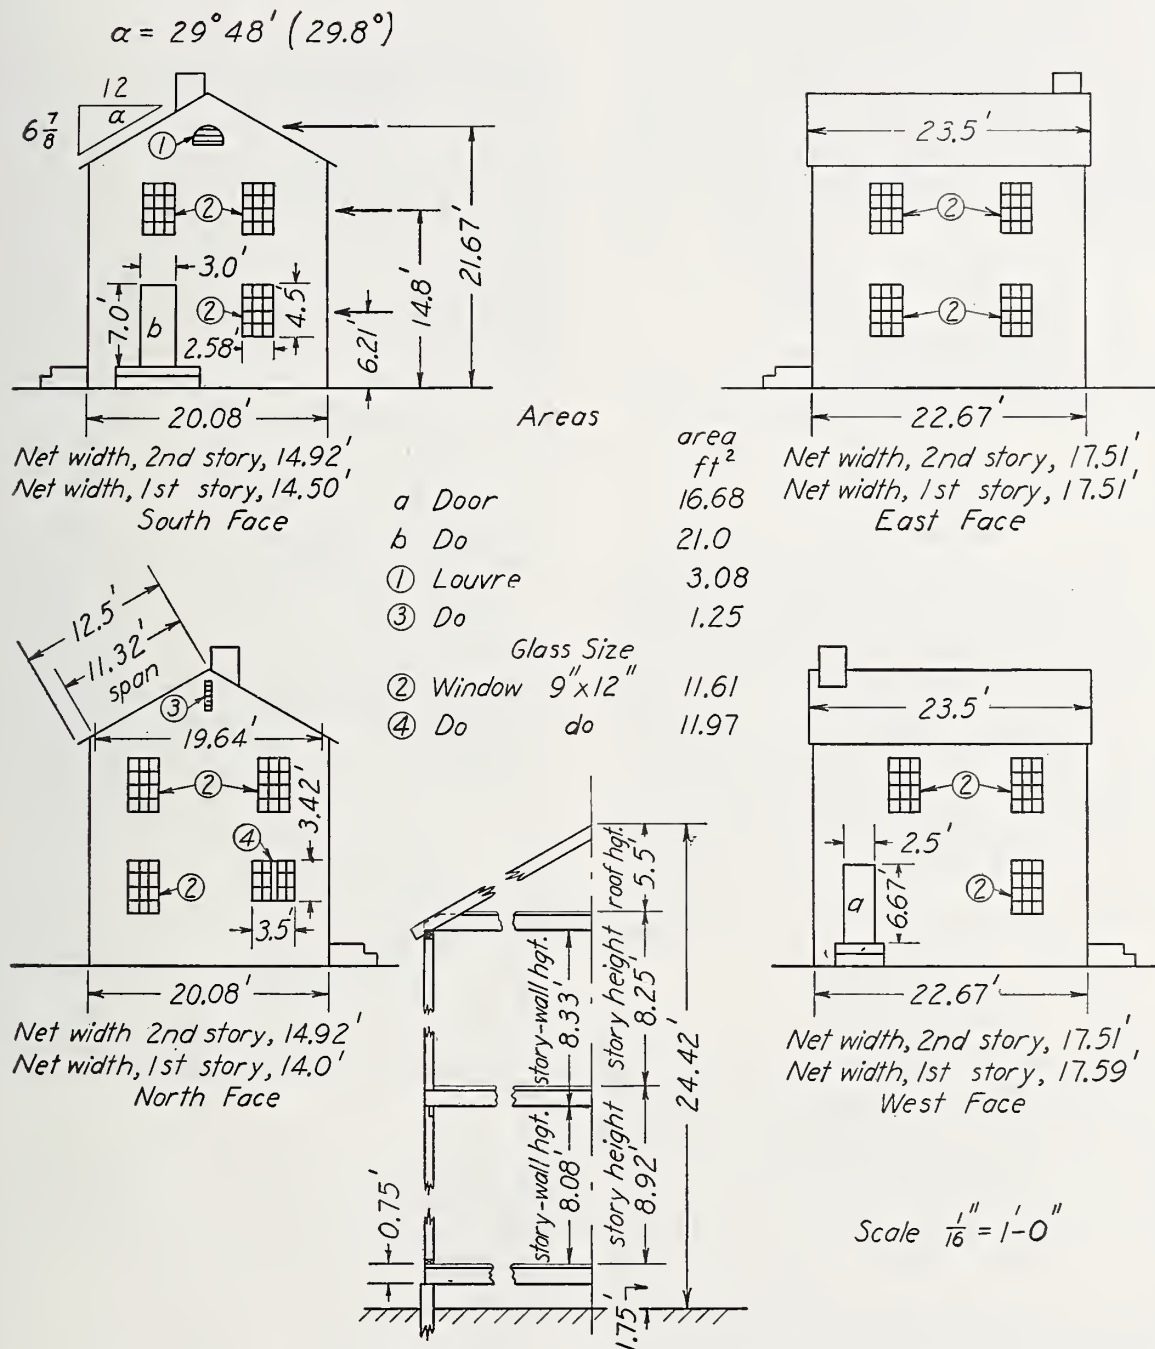 α = 29°48' (29.8°)
12
α
6 7/8
①
②
3.0'
7.0'
b
②
4.5'
2.58'
6.21'
14.8'
21.67'
20.08'
Net width, 2nd story, 14.92'
Net width, 1st story, 14.50'
South Face
23.5'
②
②
22.67'
Net width, 2nd story, 17.51'
Net width, 1st story, 17.51'
East Face
Areas
area
ft²
a Door 16.68
b Do 21.0
① Louvre 3.08
③ Do 1.25
Glass Size
② Window 9"x12" 11.61
④ Do do 11.97
12.5'
11.32'
span
③
19.64'
②
3.42'
④
②
3.5'
20.08'
Net width 2nd story, 14.92'
Net width, 1st story, 14.0'
North Face
23.5'
②
2.5'
a
6.67'
②
22.67'
Net width, 2nd story, 17.51'
Net width, 1st story, 17.59'
West Face
roof hgt.
5.5'
story-wall hgt.
8.33'
story height
8.25'
24.42'
story-wall hgt.
8.08'
story height
8.92'
0.75'
1.75'
Scale 1/16" = 1'-0"